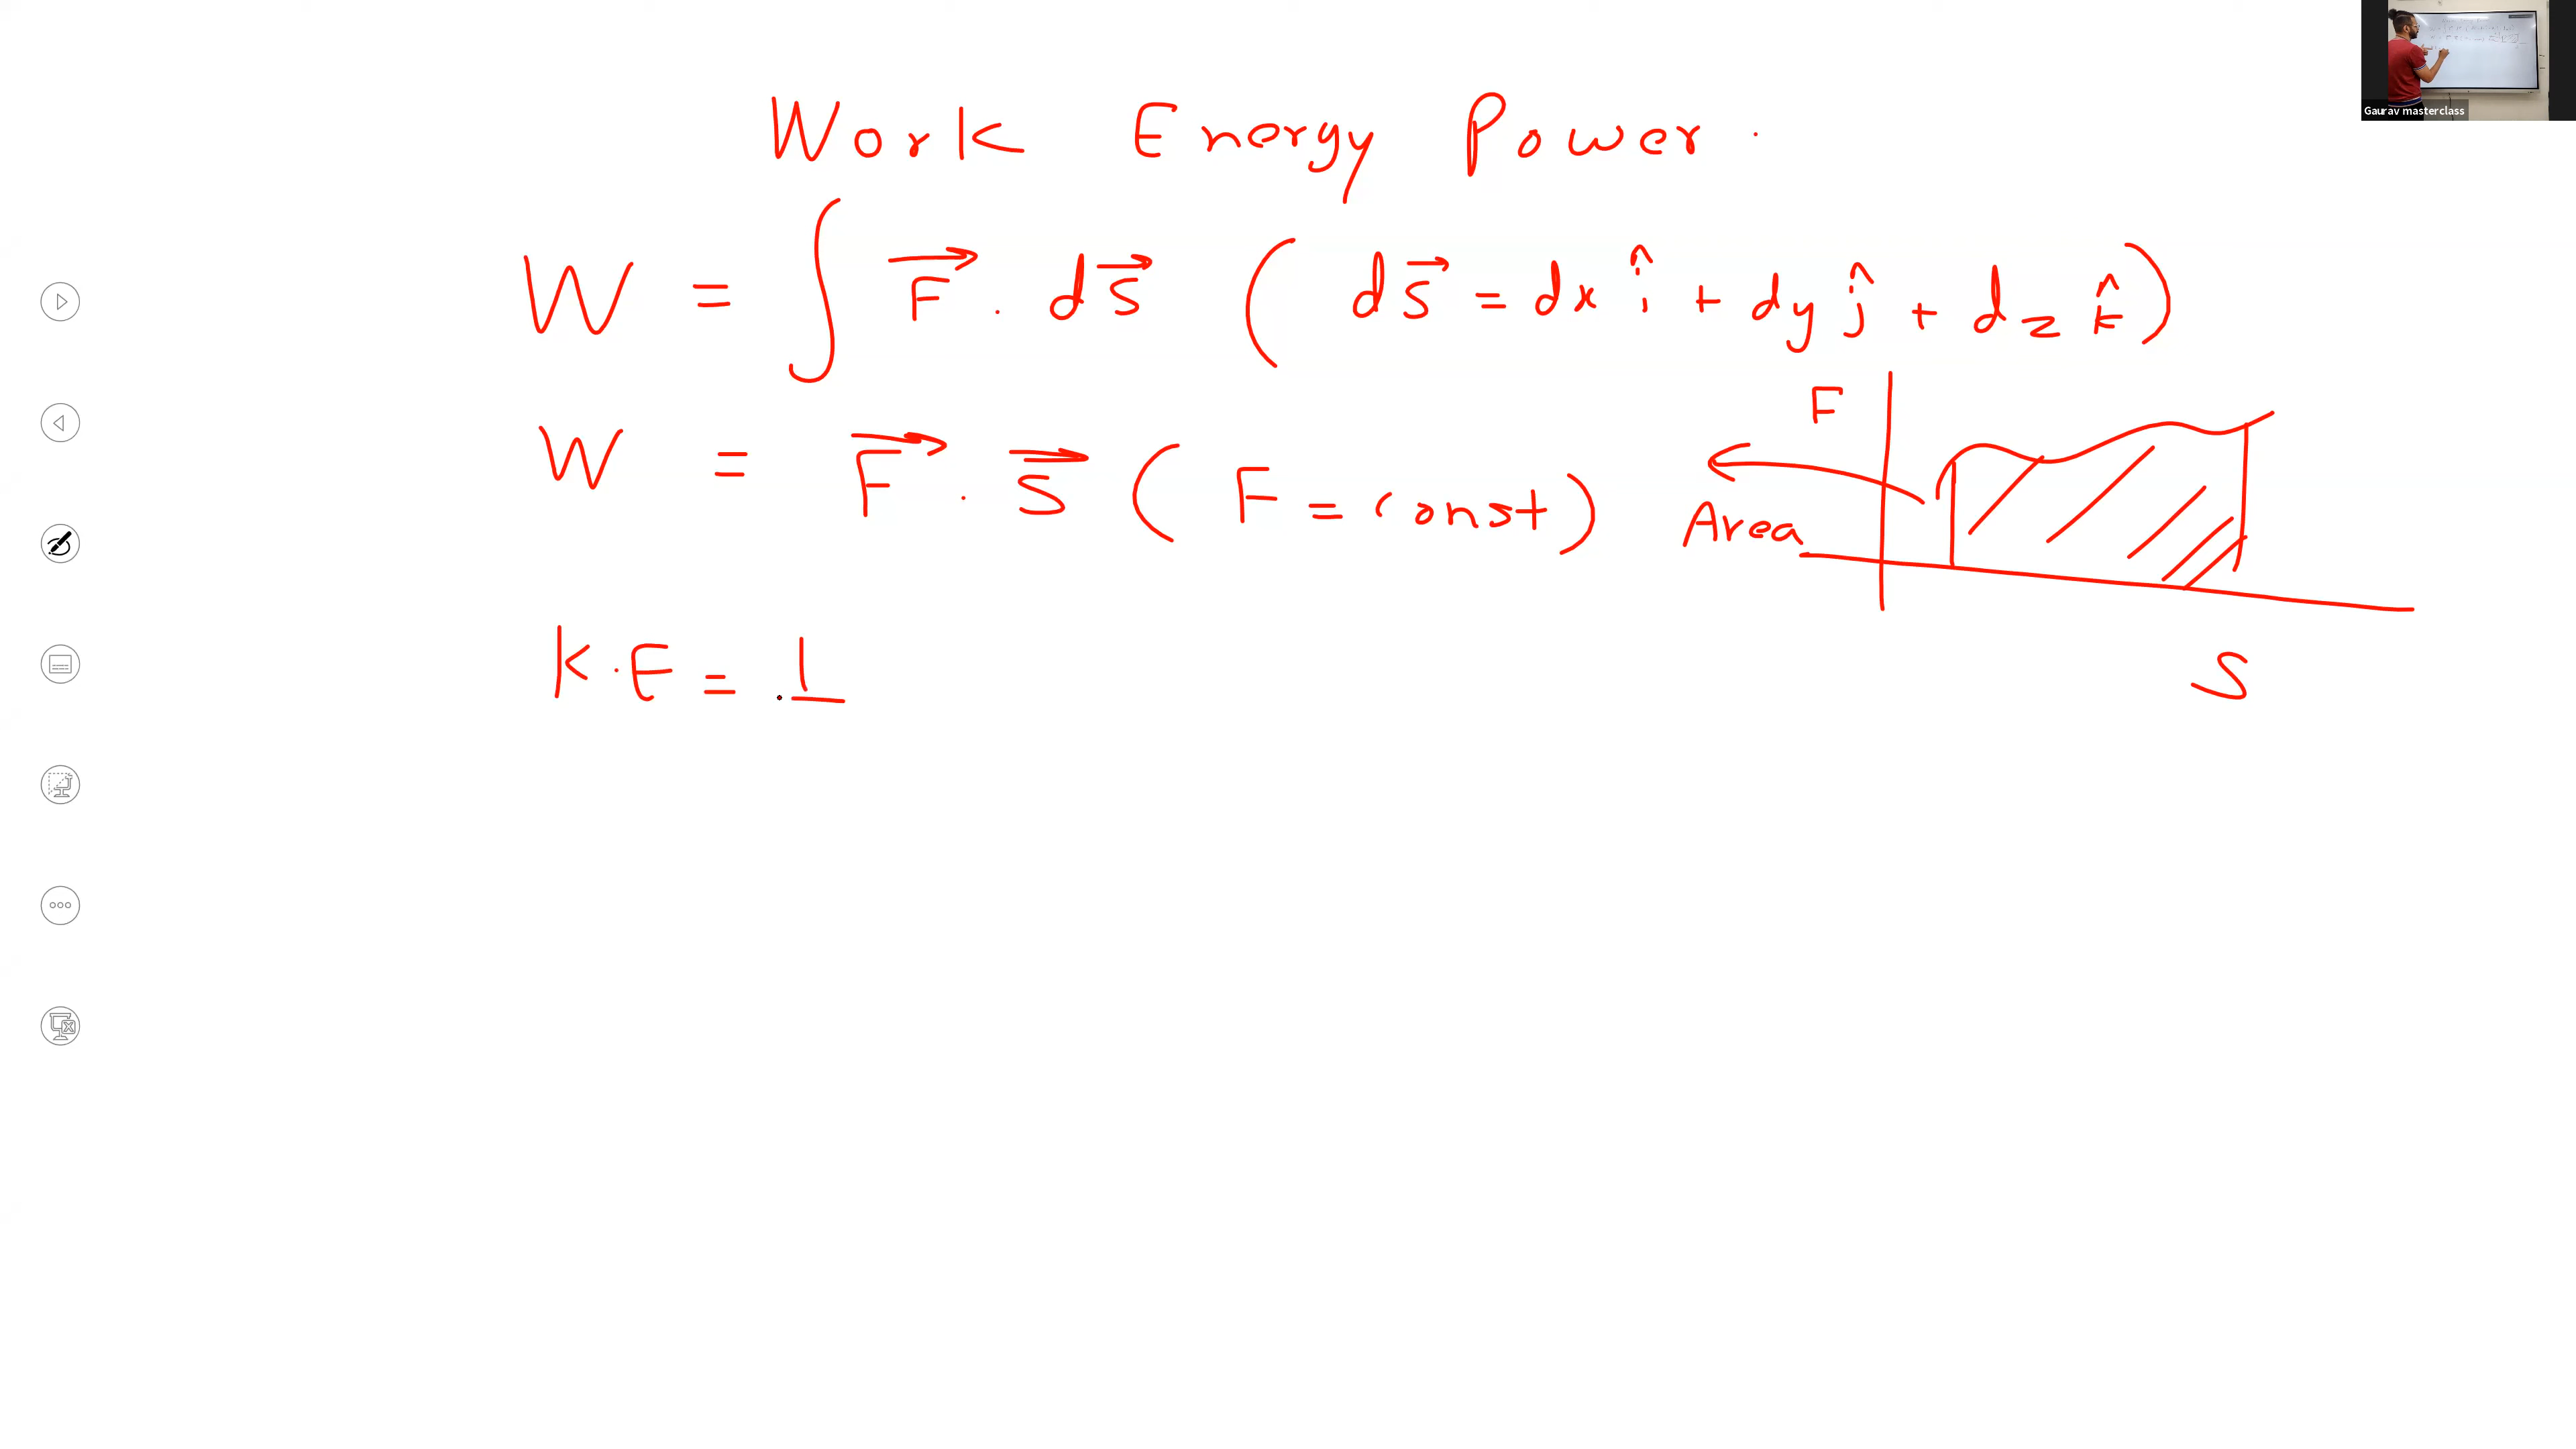 Work Energy Power .
W = ∫ F⃗ . dS⃗ ( dS⃗ = dx î + dy ĵ + dz k̂ )
W = F⃗ . S⃗ ( F = const )
F
Area
S
K.E = 1
Gaurav masterclass